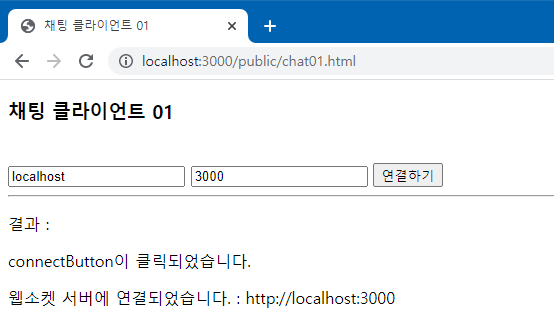 채팅 클라이언트 01
localhost:3000/public/chat01.html
채팅 클라이언트 01
localhost 3000 연결하기
결과 :
connectButton이 클릭되었습니다.
웹소켓 서버에 연결되었습니다. : http://localhost:3000